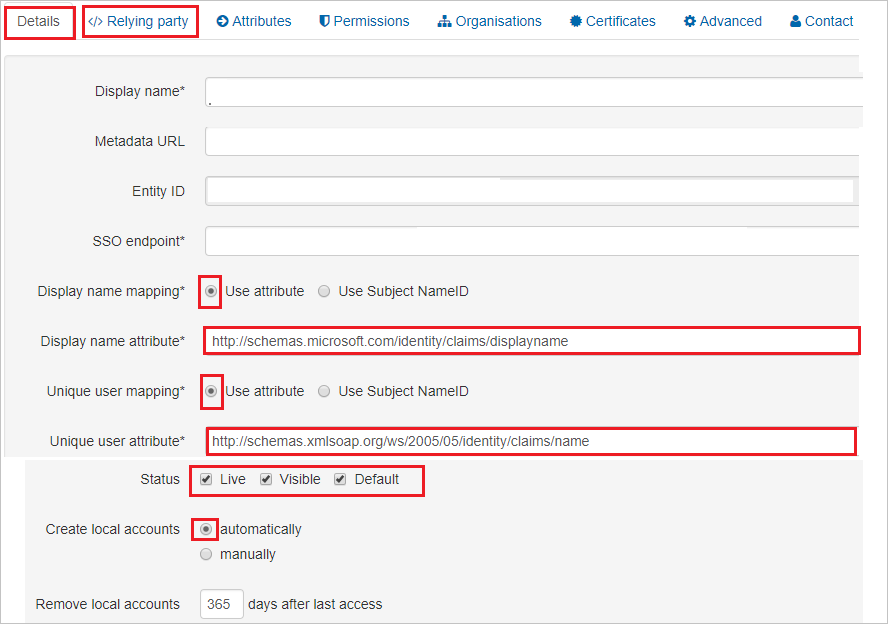 Details </> Relying party Attributes Permissions Organisations Certificates Advanced Contact
Display name*
Metadata URL
Entity ID
SSO endpoint*
Display name mapping* Use attribute Use Subject NameID
Display name attribute* http://schemas.microsoft.com/identity/claims/displayname
Unique user mapping* Use attribute Use Subject NameID
Unique user attribute* http://schemas.xmlsoap.org/ws/2005/05/identity/claims/name
Status Live Visible Default
Create local accounts automatically
manually
Remove local accounts 365 days after last access